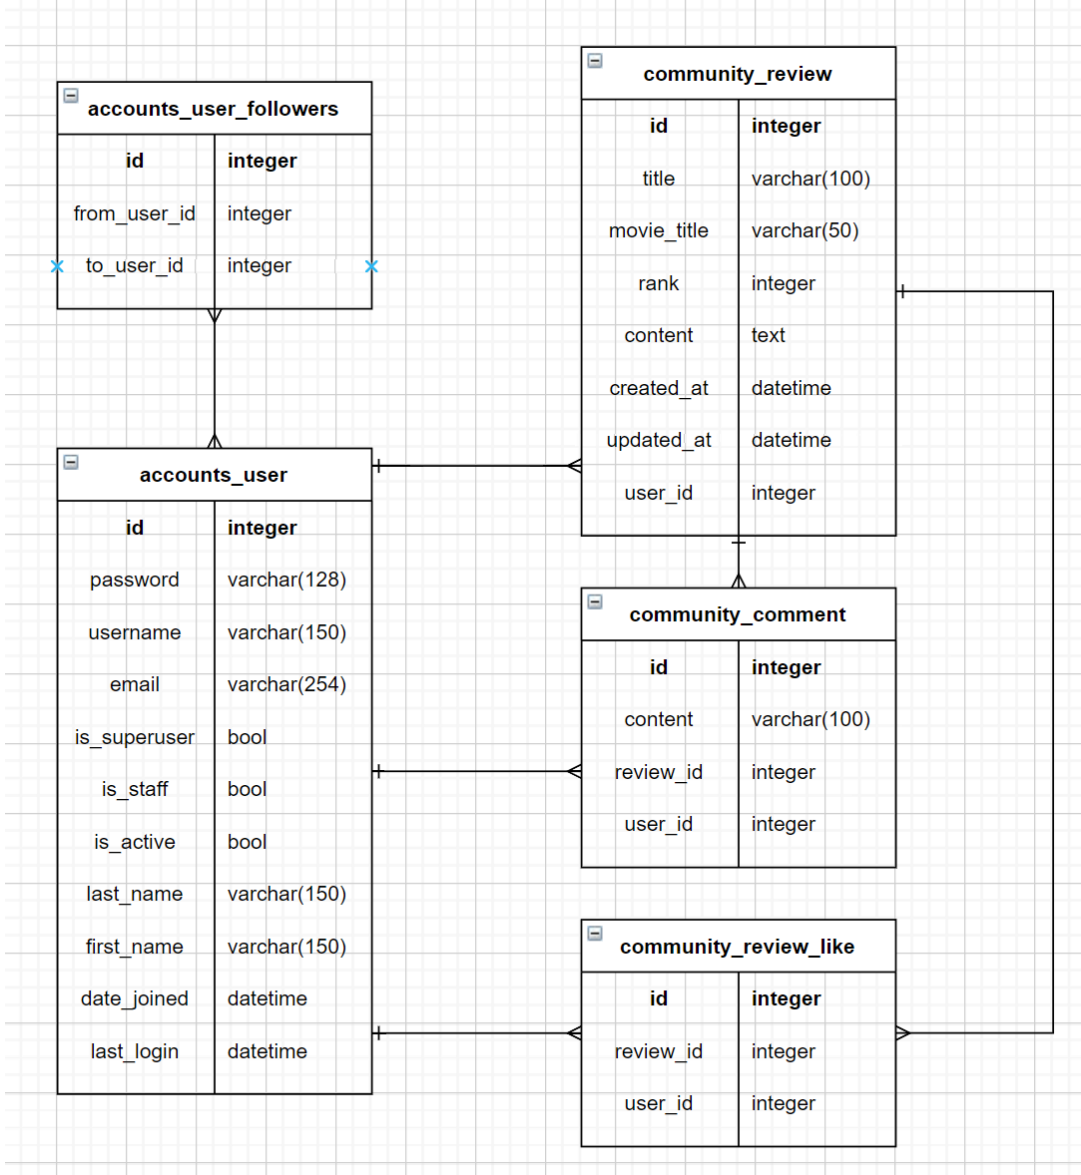 accounts_user_followers
id integer
from_user_id integer
to_user_id integer
accounts_user
id integer
password varchar(128)
username varchar(150)
email varchar(254)
is_superuser bool
is_staff bool
is_active bool
last_name varchar(150)
first_name varchar(150)
date_joined datetime
last_login datetime
community_review
id integer
title varchar(100)
movie_title varchar(50)
rank integer
content text
created_at datetime
updated_at datetime
user_id integer
community_comment
id integer
content varchar(100)
review_id integer
user_id integer
community_review_like
id integer
review_id integer
user_id integer